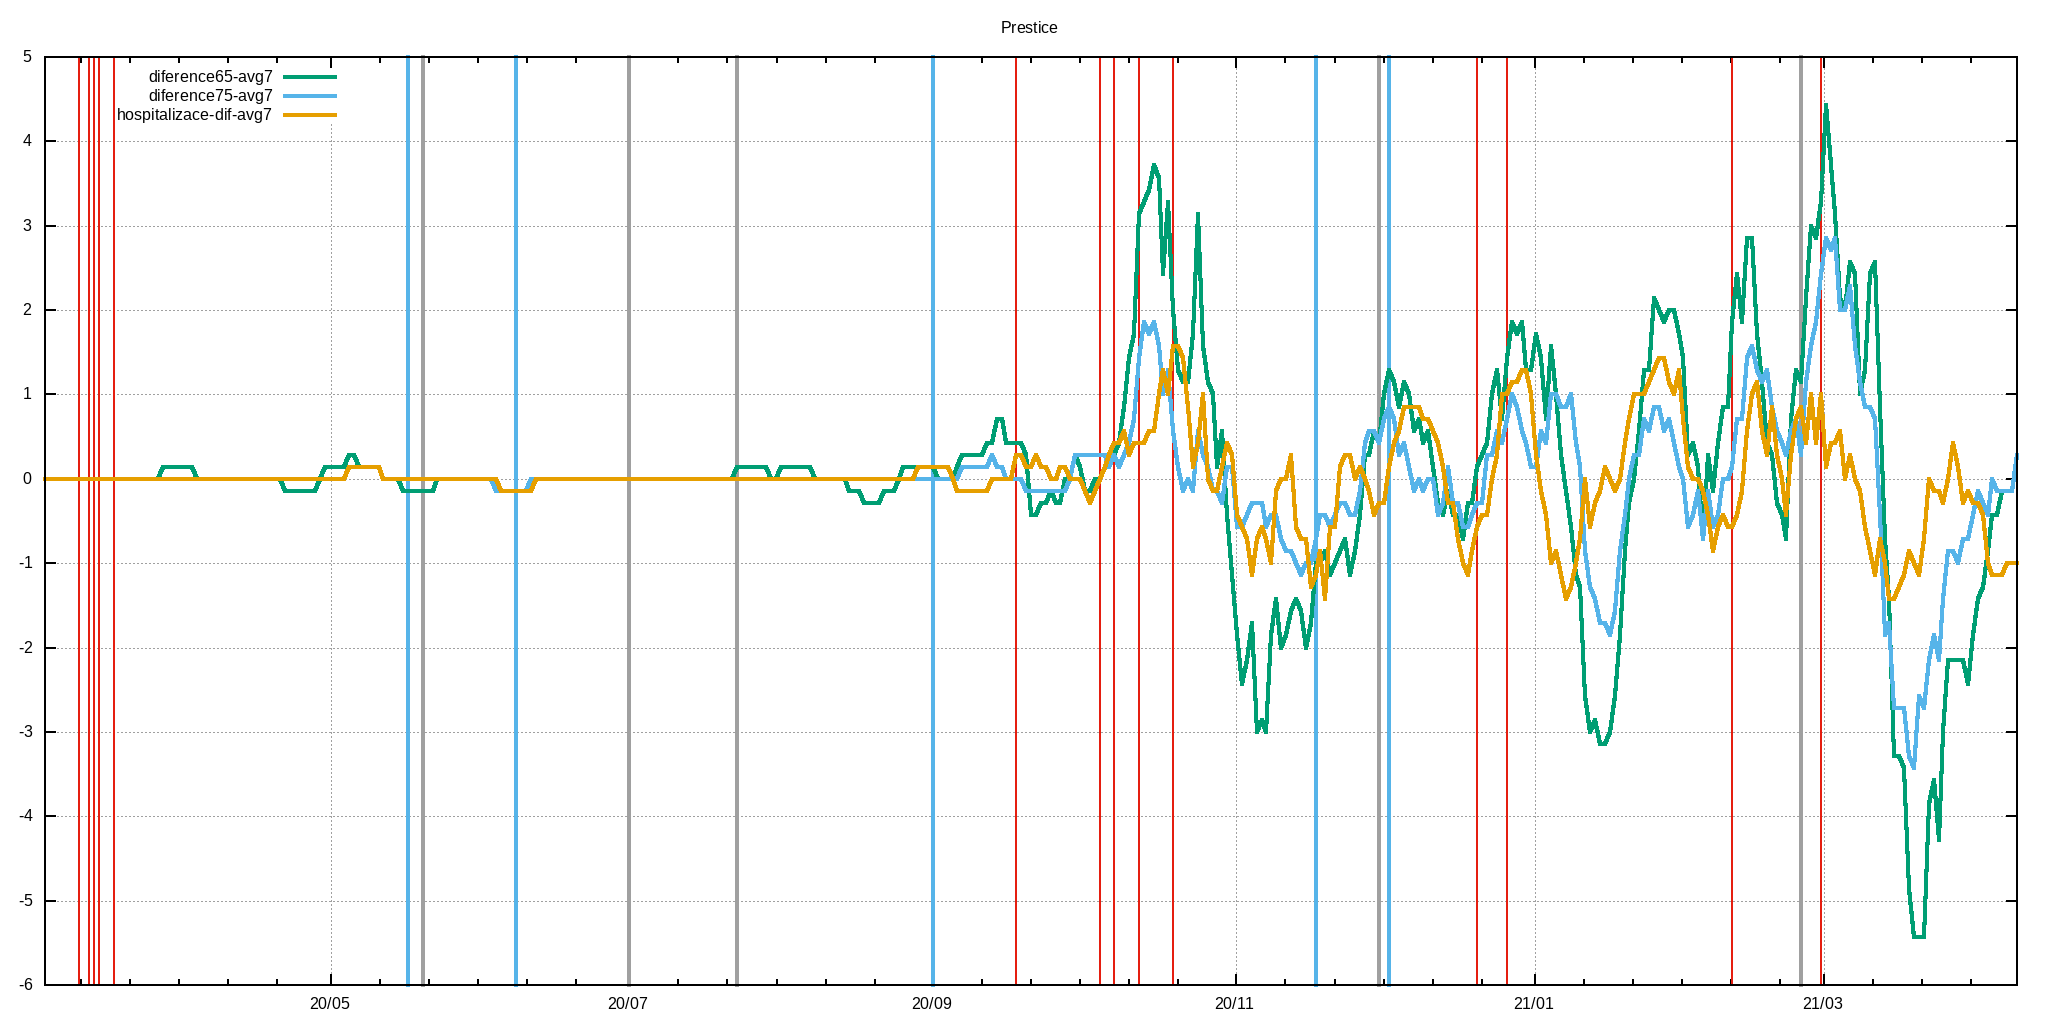 Prestice
5
diference65-avg7
diference75-avg7
hospitalizace-dif-avg7
4
3
2
1
0
-1
-2
-3
-4
-5
-6
20/05 20/07 20/09 20/11 21/01 21/03